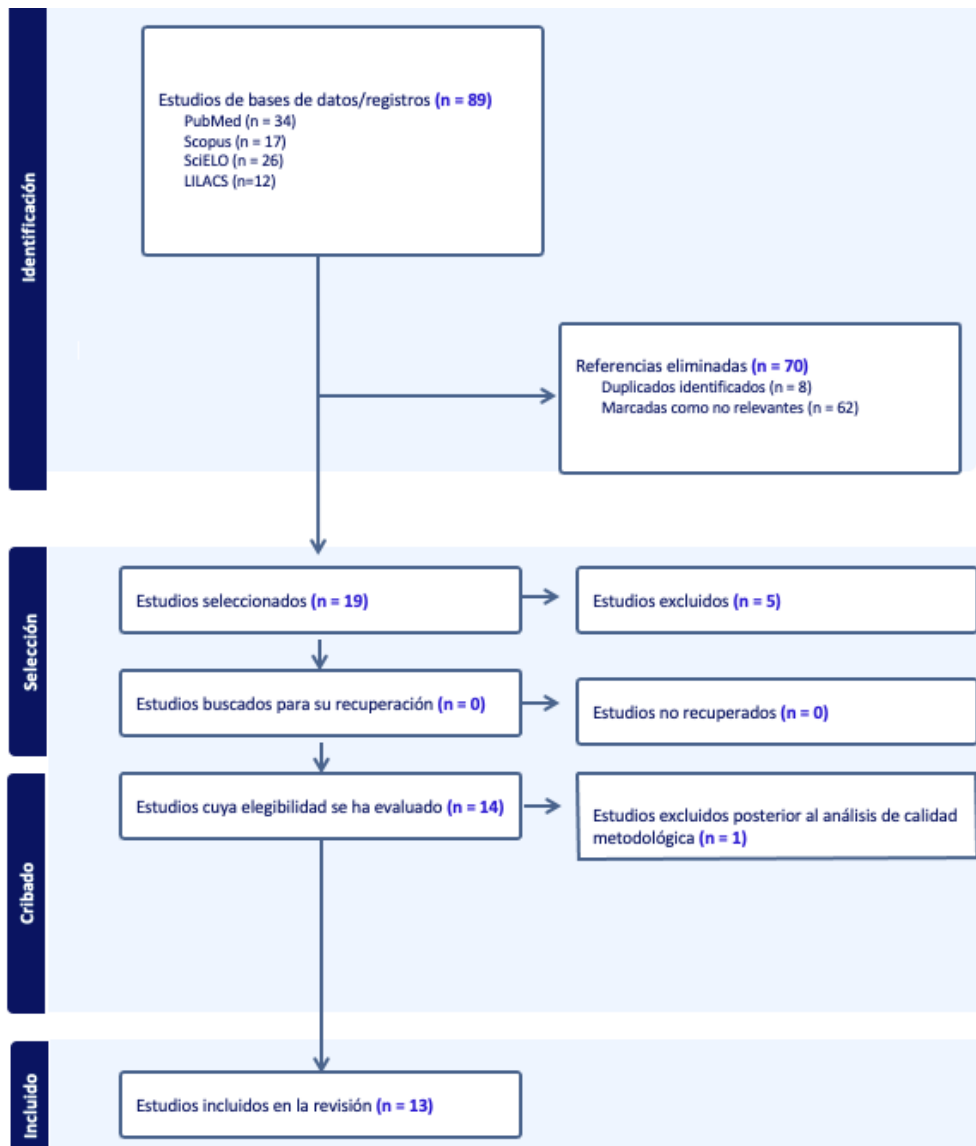 Identificación
Estudios de bases de datos/registros (n = 89)
PubMed (n = 34)
Scopus (n = 17)
SciELO (n = 26)
LILACS (n=12)
Referencias eliminadas (n = 70)
Duplicados identificados (n = 8)
Marcadas como no relevantes (n = 62)
Selección
Estudios seleccionados (n = 19)
Estudios excluidos (n = 5)
Estudios buscados para su recuperación (n = 0)
Estudios no recuperados (n = 0)
Cribado
Estudios cuya elegibilidad se ha evaluado (n = 14)
Estudios excluidos posterior al análisis de calidad
metodológica (n = 1)
Incluido
Estudios incluidos en la revisión (n = 13)